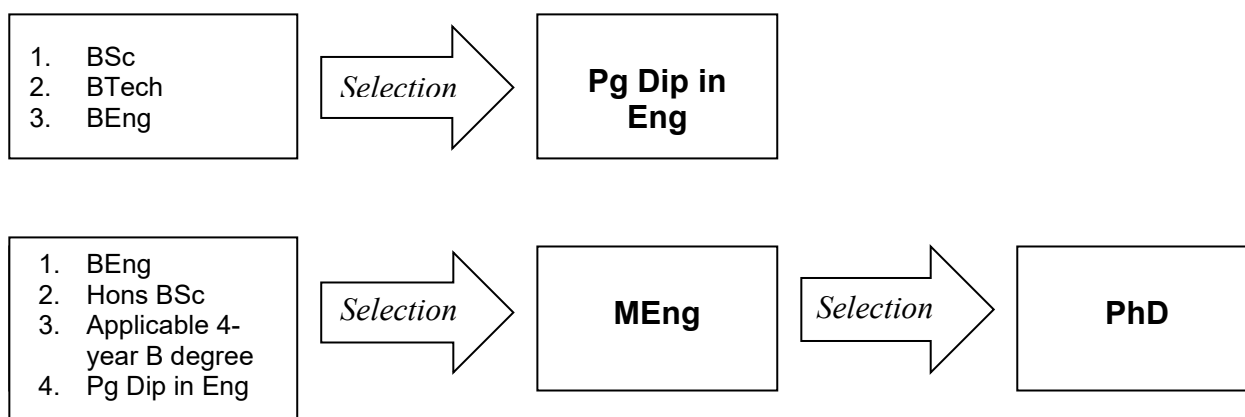 1. BSc
2. BTech
3. BEng
Selection
Pg Dip in
Eng
1. BEng
2. Hons BSc
3. Applicable 4-
year B degree
4. Pg Dip in Eng
Selection
MEng
Selection
PhD